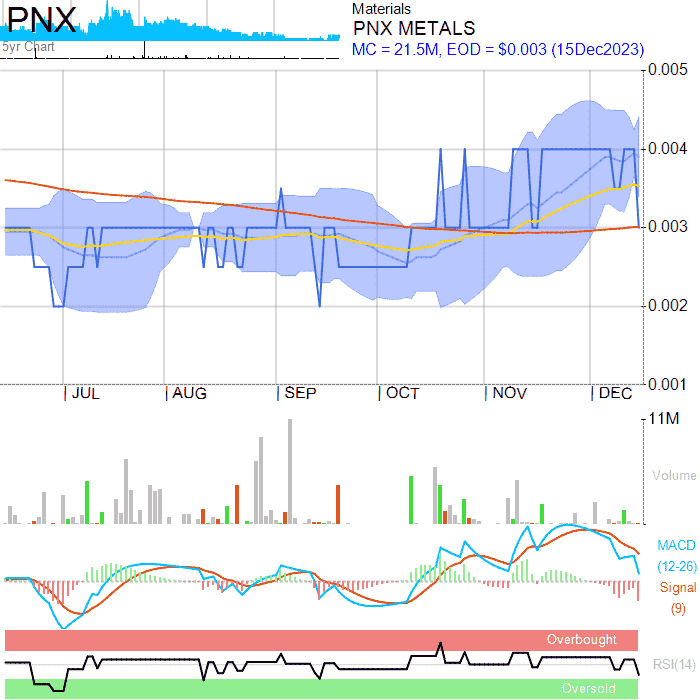 PNX
5yr Chart
Materials
PNX METALS
MC = 21.5M, EOD = $0.003 (15Dec2023)
0.005
0.004
0.003
0.002
0.001
JUL AUG SEP OCT NOV DEC
11M
Volume
MACD
(12-26)
Signal
(9)
Overbought
RSI(14)
Oversold